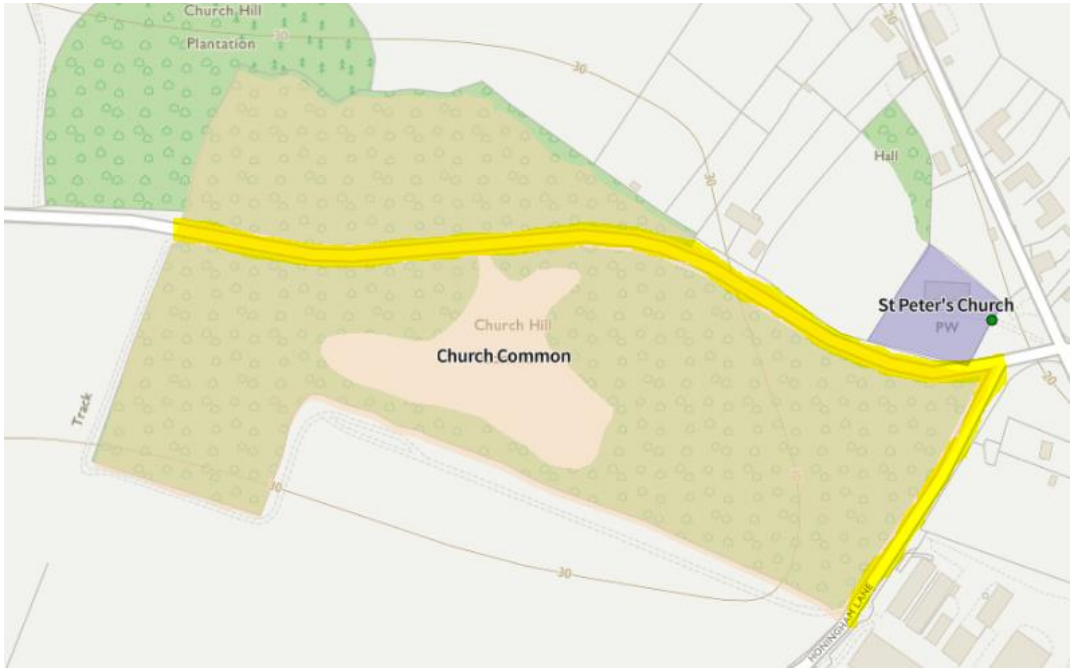 Church Hill
Plantation
30
20
30
30
Hall
St Peter's Church
PW
Church Hill
Church Common
20
Track
30
30
HONINGHAM LANE